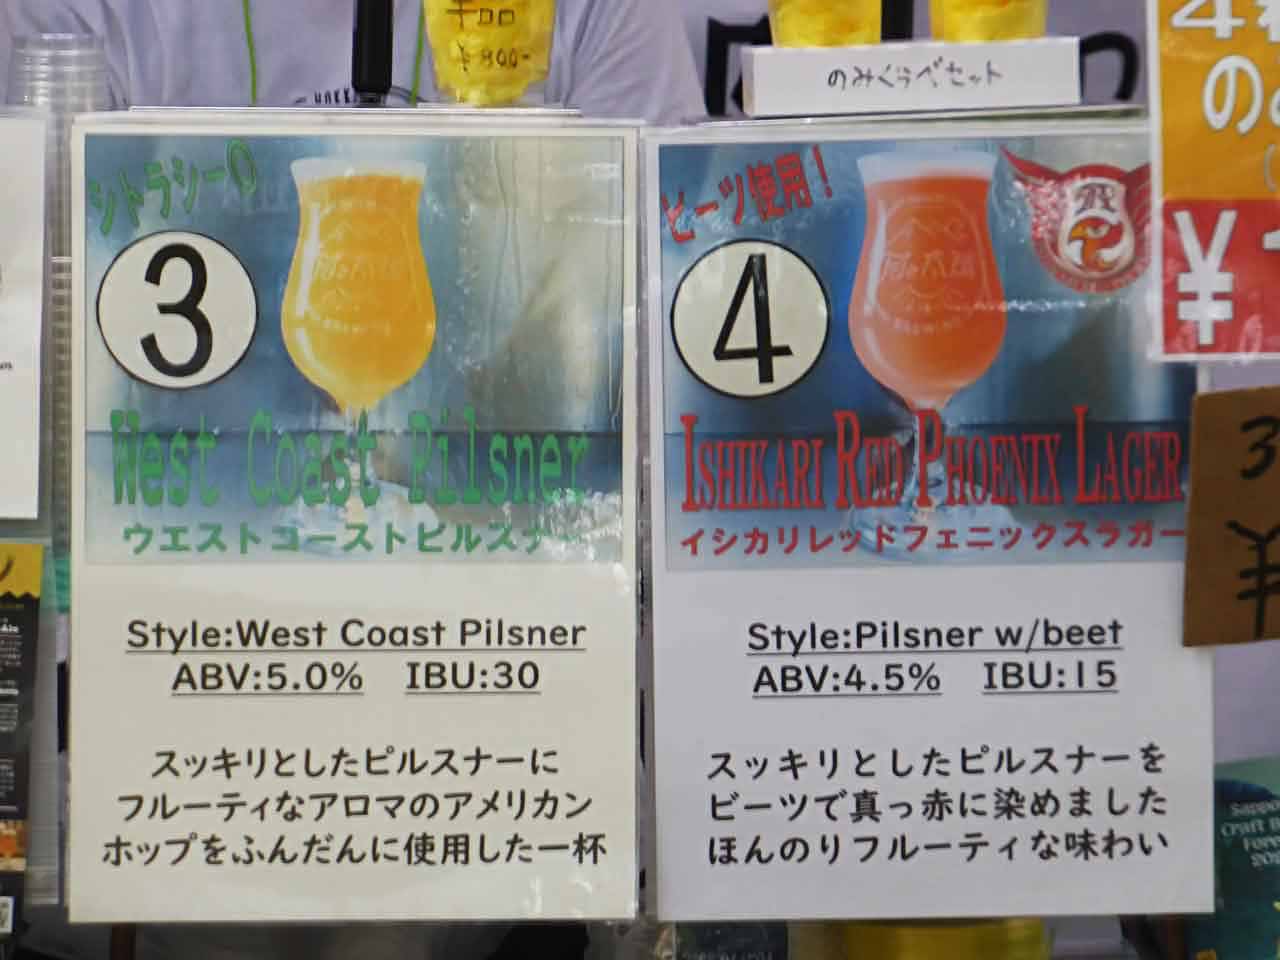 ¥800-
のみくらべセット
シトラシーの
3
West Coast Pilsner
ウエストコーストピルスナー
Style:West Coast Pilsner
ABV:5.0% IBU:30
スッキリとしたピルスナーに
フルーティなアロマのアメリカン
ホップをふんだんに使用した一杯
ビーツ使用！
4
ISHIKARI RED PHOENIX LAGER
イシカリレッドフェニックスラガー
Style:Pilsner w/beet
ABV:4.5% IBU:15
スッキリとしたピルスナーを
ビーツで真っ赤に染めました
ほんのりフルーティな味わい
4
の
¥
3
¥
Craft